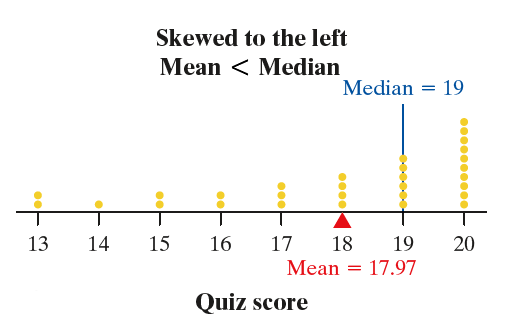 Skewed to the left
Mean < Median
Median = 19
13 14 15 16 17 18 19 20
Mean = 17.97
Quiz score